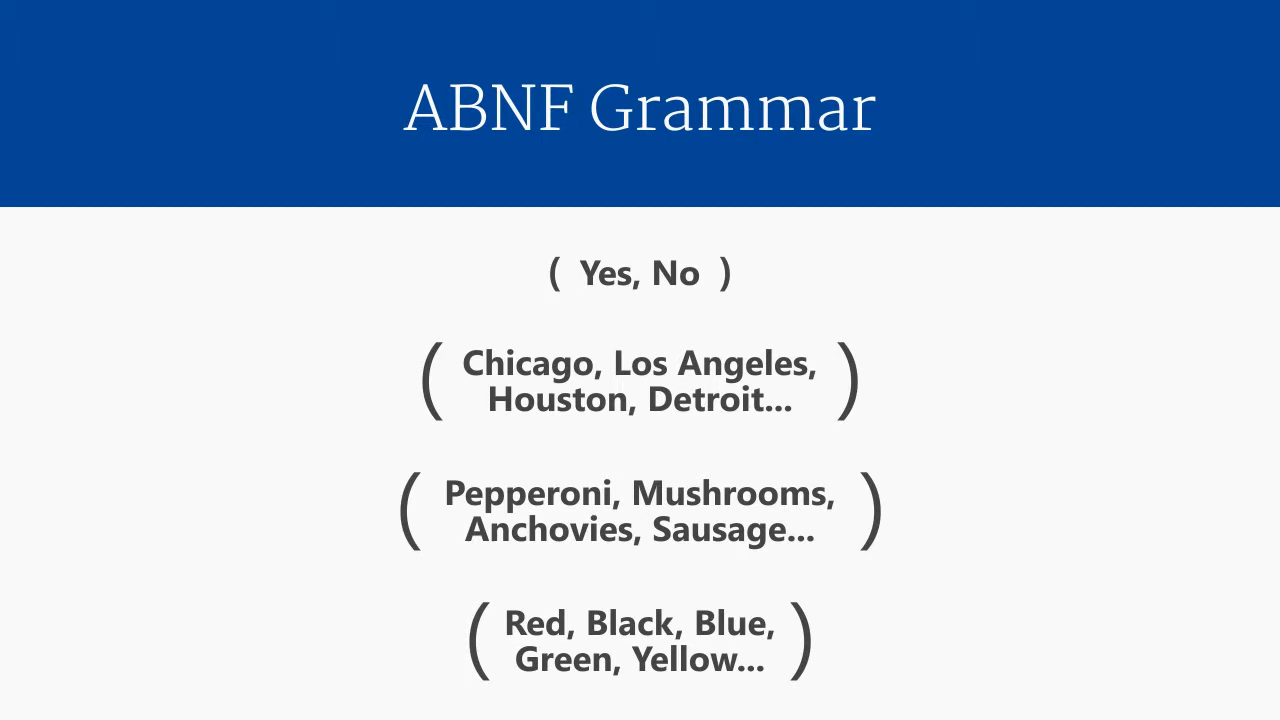 ABNF Grammar
( Yes, No )
( Chicago, Los Angeles,
Houston, Detroit... )
( Pepperoni, Mushrooms,
Anchovies, Sausage... )
( Red, Black, Blue,
Green, Yellow... )